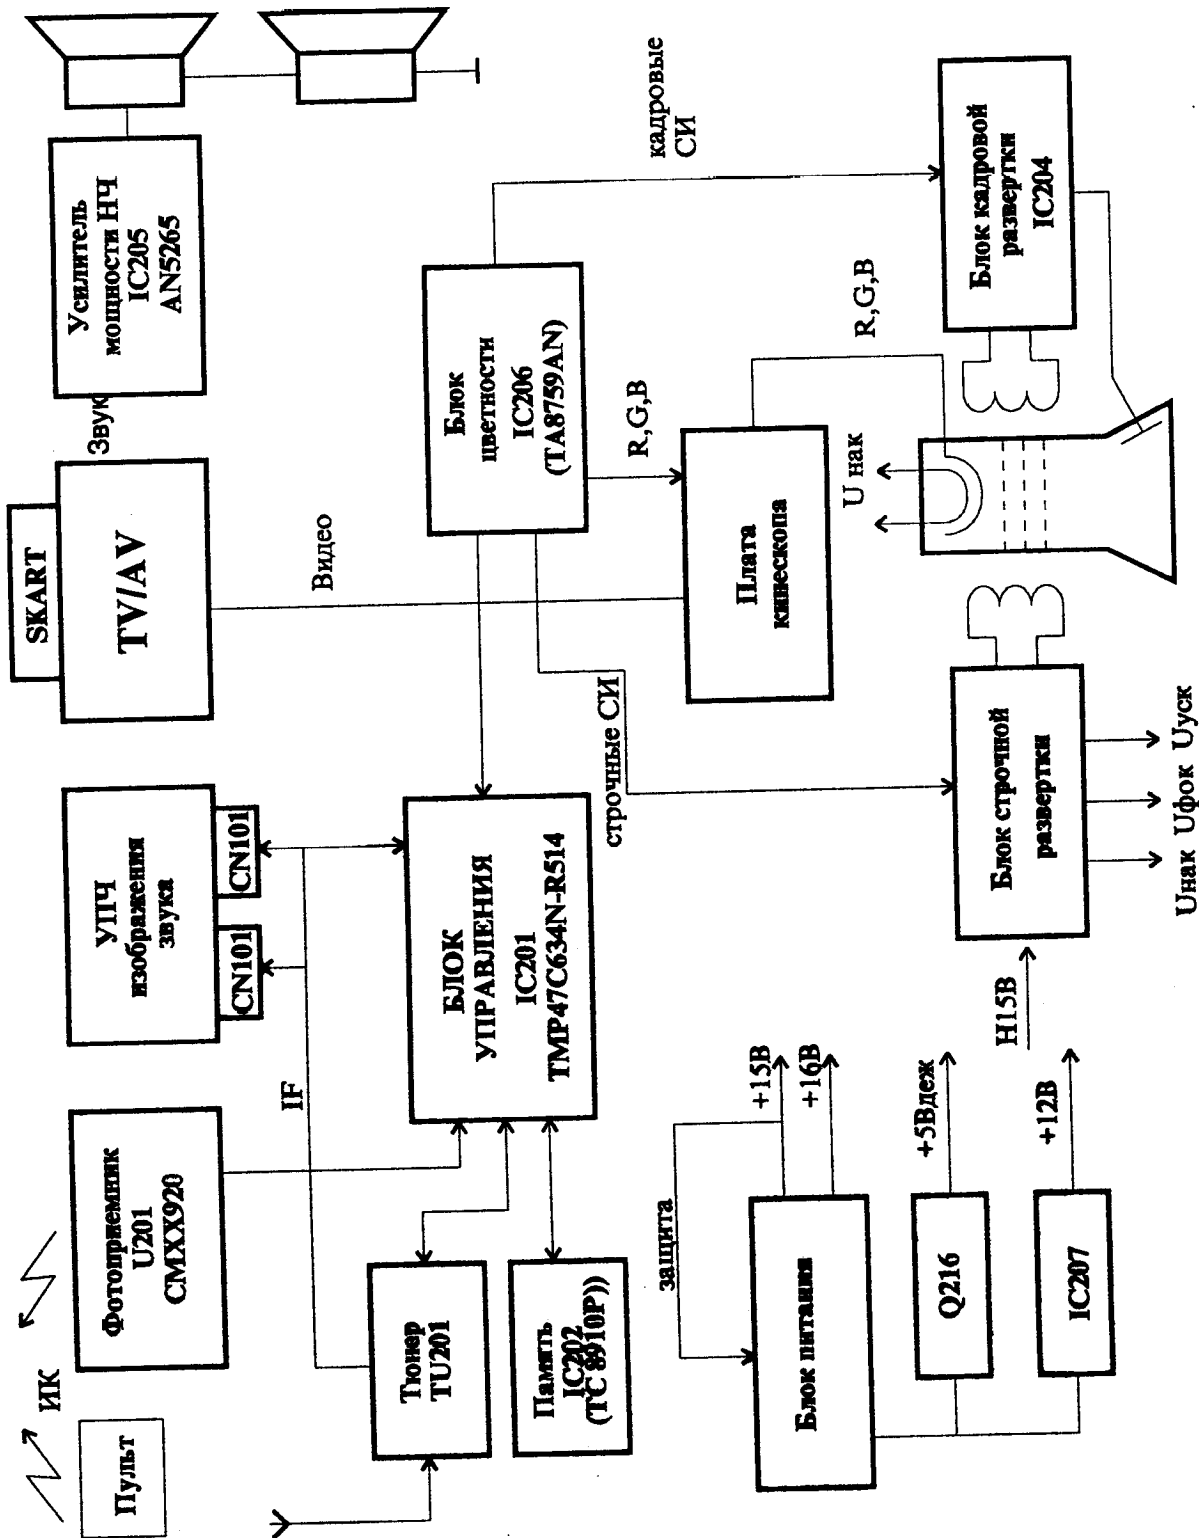 Пульт
ИК
Фотоприемник
U201
CMXX920
УПЧ
изображения
звука
CN101
CN101
SKART
TV/AV
Звук
Усилитель
мощности НЧ
IC205
AN5265
IF
Видео
Тюнер
TU201
Память
IC202
(TC 8910P))
БЛОК
УПРАВЛЕНИЯ
IC201
TMP47C634N-R514
Блок
цветности
IC206
(TA8759AN)
кадровые
СИ
строчные СИ
R,G,B
Плата
кинескопа
R,G,B
U нак
защита
Блок питания
+15В
+16В
Q216
+5Вдеж
IC207
+12В
Н15В
Блок строчной
развертки
Uнак Uфок Uуск
Блок кадровой
развертки
IC204